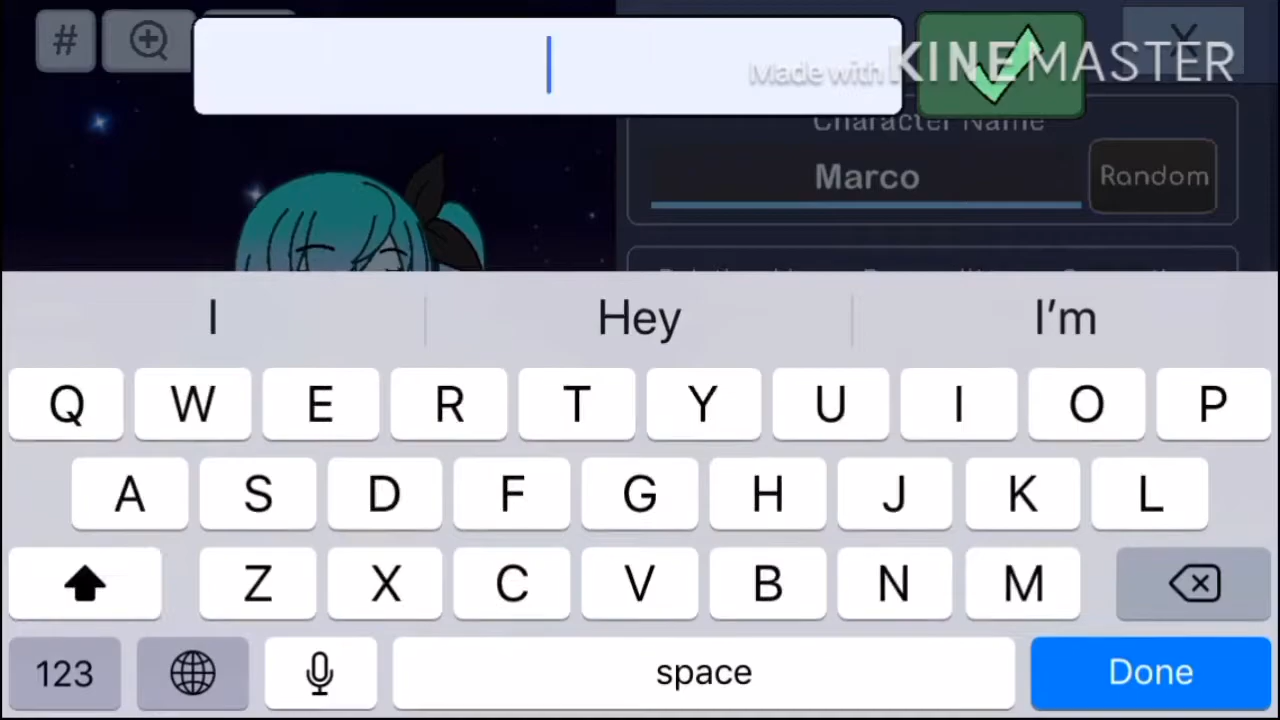 #
X
Made with KINEMASTER
Character Name
Marco
Random
I Hey I’m
Q W E R T Y U I O P
A S D F G H J K L
Z X C V B N M
123 space Done